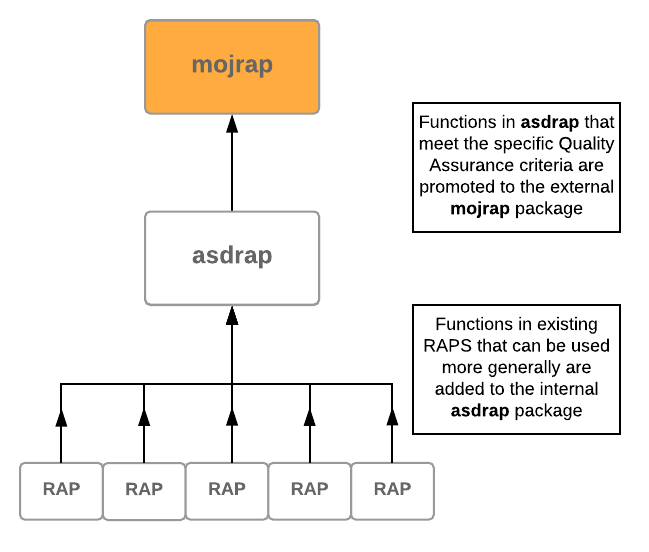 mojrap
Functions in asdrap that
meet the specific Quality
Assurance criteria are
promoted to the external
mojrap package
asdrap
Functions in existing
RAPS that can be used
more generally are
added to the internal
asdrap package
RAP RAP RAP RAP RAP